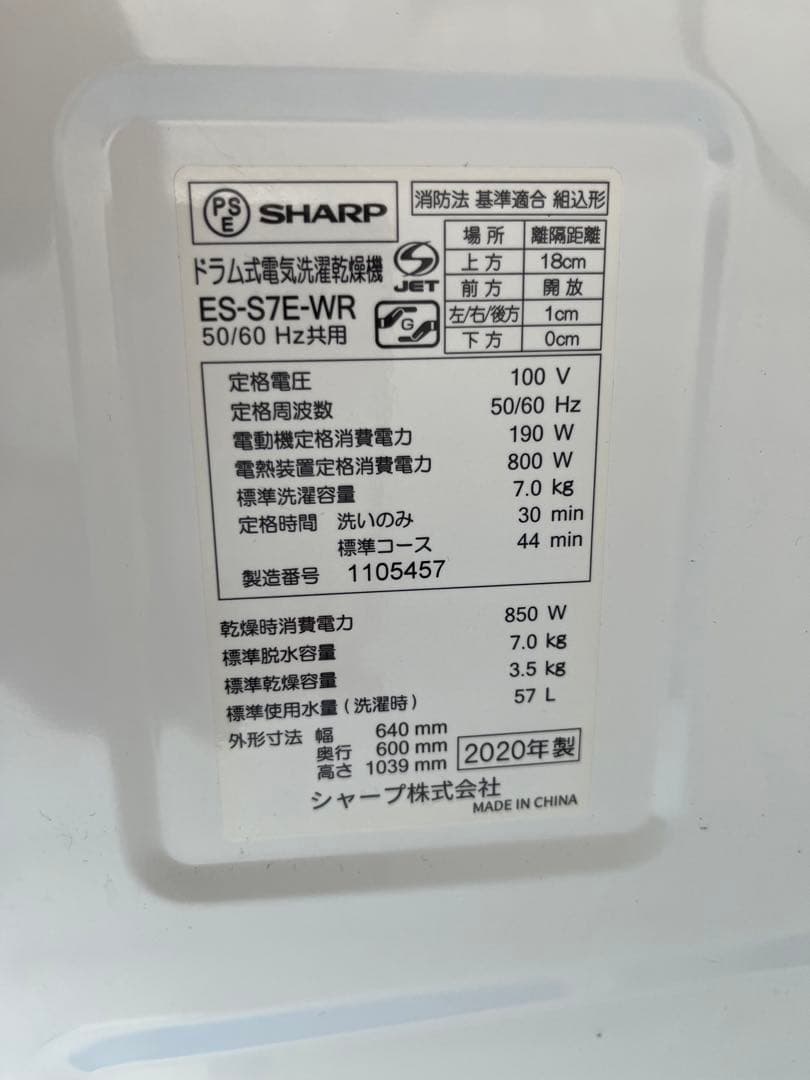 PSE SHARP
消防法 基準適合 組込形
ドラム式電気洗濯乾燥機
JET
ES-S7E-WR
50/60 Hz共用
G
場所 離隔距離
上方 18cm
前方 開放
左/右/後方 1cm
下方 0cm
定格電圧 100 V
定格周波数 50/60 Hz
電動機定格消費電力 190 W
電熱装置定格消費電力 800 W
標準洗濯容量 7.0 kg
定格時間 洗いのみ 30 min
標準コース 44 min
製造番号 1105457
乾燥時消費電力 850 W
標準脱水容量 7.0 kg
標準乾燥容量 3.5 kg
標準使用水量(洗濯時) 57 L
外形寸法 幅 640 mm
奥行 600 mm
高さ 1039 mm
2020年製
シャープ株式会社
MADE IN CHINA